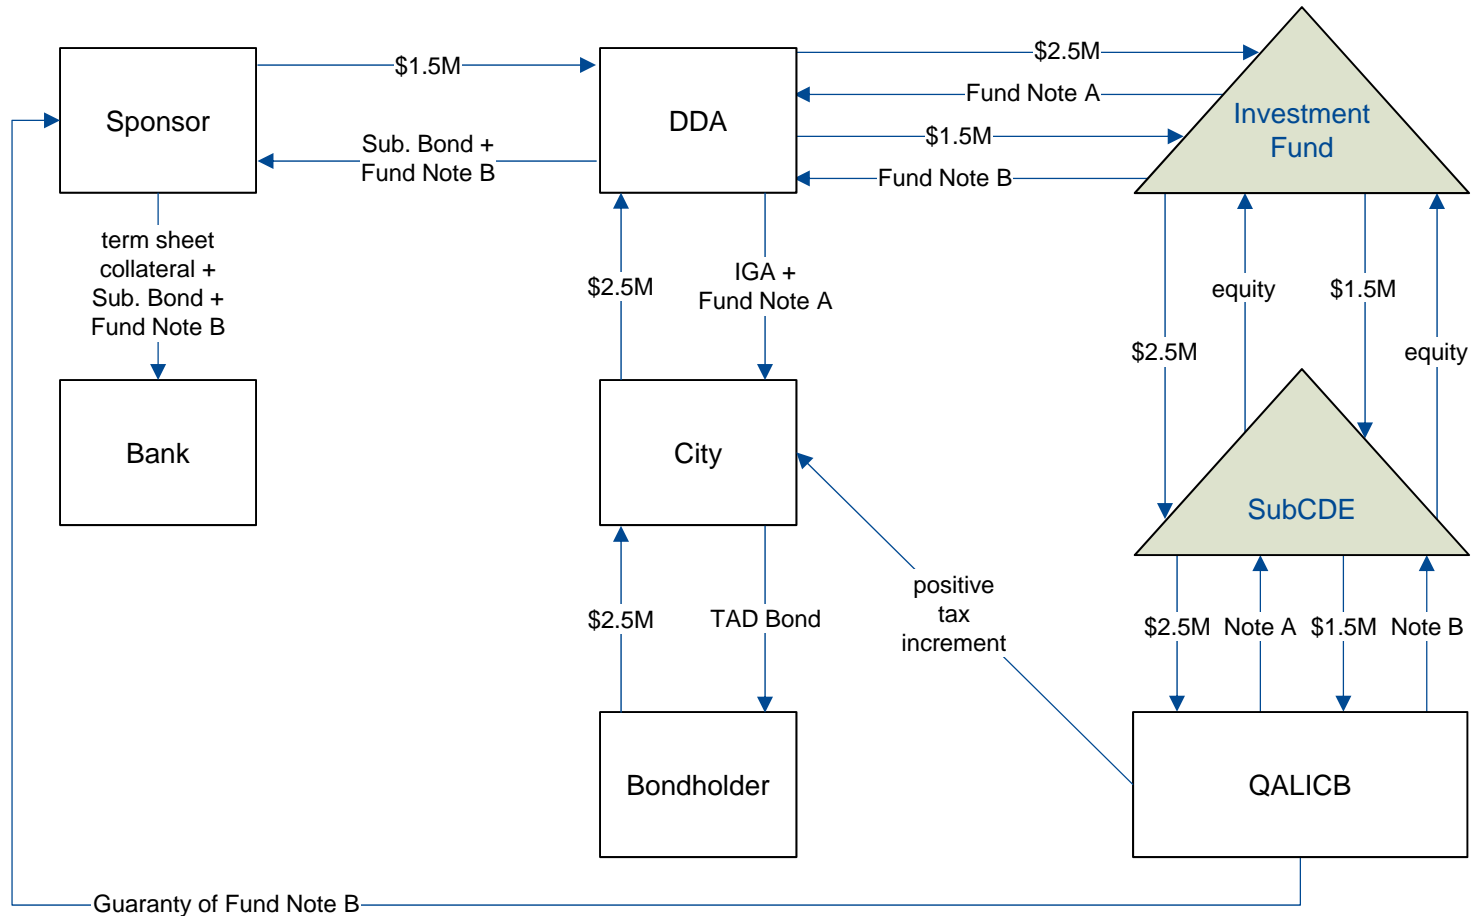 $2.5M
$1.5M
Fund Note A
Investment
Fund
Sponsor
DDA
$1.5M
Sub. Bond +
Fund Note B
Fund Note B
term sheet
collateral +
Sub. Bond +
Fund Note B
$2.5M
IGA +
Fund Note A
equity
$1.5M
$2.5M
equity
Bank
City
SubCDE
positive
tax
increment
$2.5M
TAD Bond
$2.5M
Note A
$1.5M
Note B
Bondholder
QALICB
Guaranty of Fund Note B